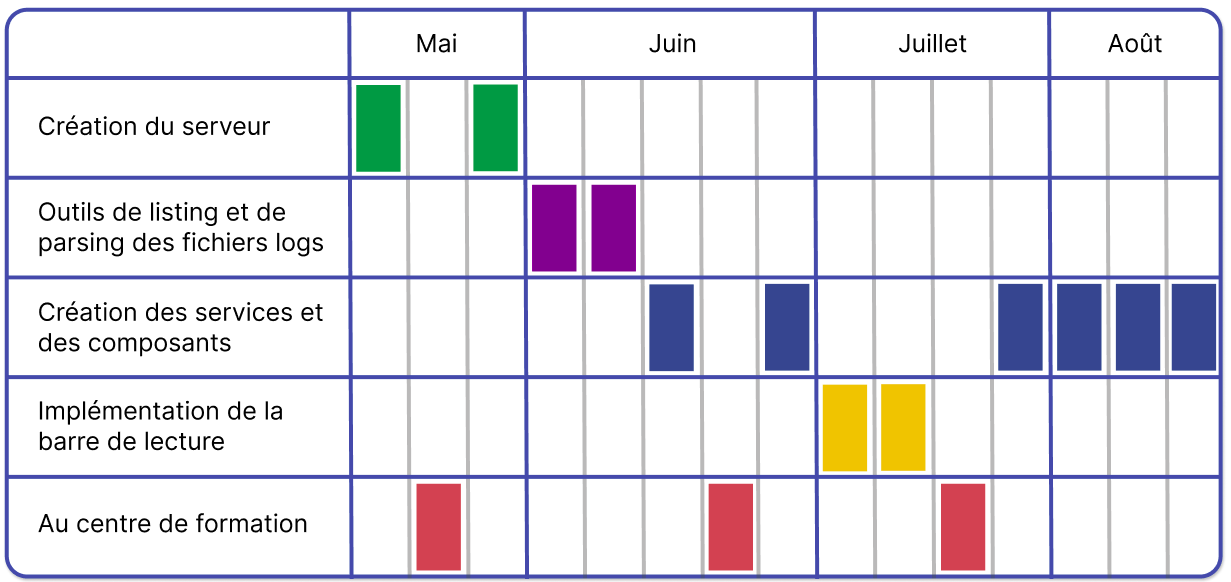 Mai
Juin
Juillet
Août
Création du serveur
Outils de listing et de
parsing des fichiers logs
Création des services et
des composants
Implémentation de la
barre de lecture
Au centre de formation